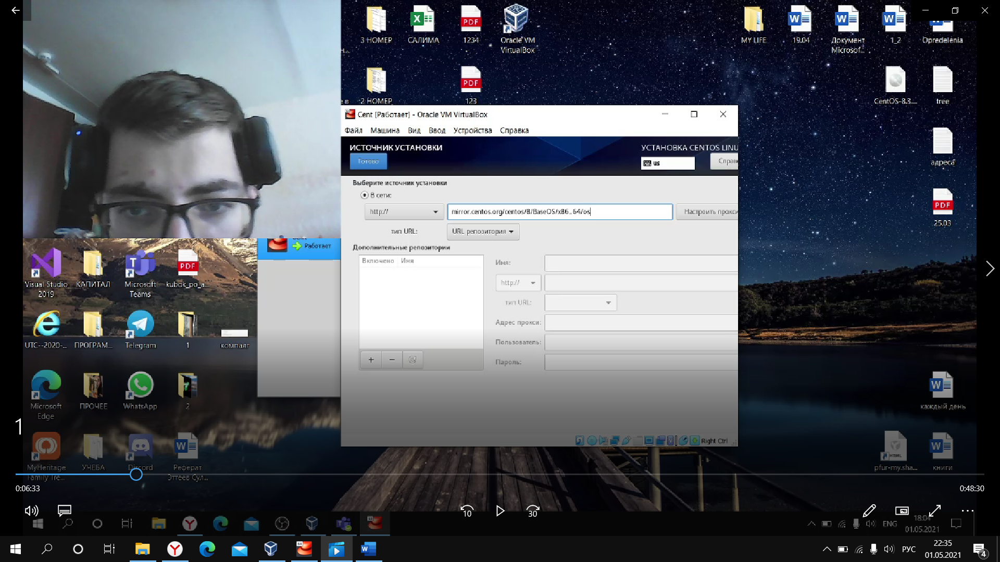 3 НОМЕР
САЛИМА
1234
Oracle VM
VirtualBox
MY LIFE
19.04
Документ
Microsof...
1_2
Opredelenia
2 НОМЕР
123
CentOS-8.3....
tree
Cent [Работает] - Oracle VM VirtualBox
Файл Машина Вид Ввод Устройства Справка
ИСТОЧНИК УСТАНОВКИ
УСТАНОВКА CENTOS LINU
Готово
us
Справк
Выберите источник установки
В сети:
http://
mirror.centos.org/centos/8/BaseOS/x86_64/os
Настроить прокси
тип URL:
URL репозитория
Дополнительные репозитории
Включено Имя
Имя:
http://
тип URL:
Адрес прокси:
Пользователь:
Пароль:
Right Ctrl
Работает
адреса
25.03
Visual Studio
2019
КАПИТАЛ
Microsoft
Teams
kubok_po_a...
UTC--2020-...
ПРОГРАМ...
Telegram
1
компалг
Microsoft
Edge
ПРОЧЕЕ
WhatsApp
2
каждый день
MyHeritage
Family Tre...
УЧЕБА
Discord
Реферат
Эттеев Сул...
pfur-my.sha...
книги
1
0:06:33
0:48:30
10
30
ENG
18:04
01.05.2021
РУС
22:35
01.05.2021
4